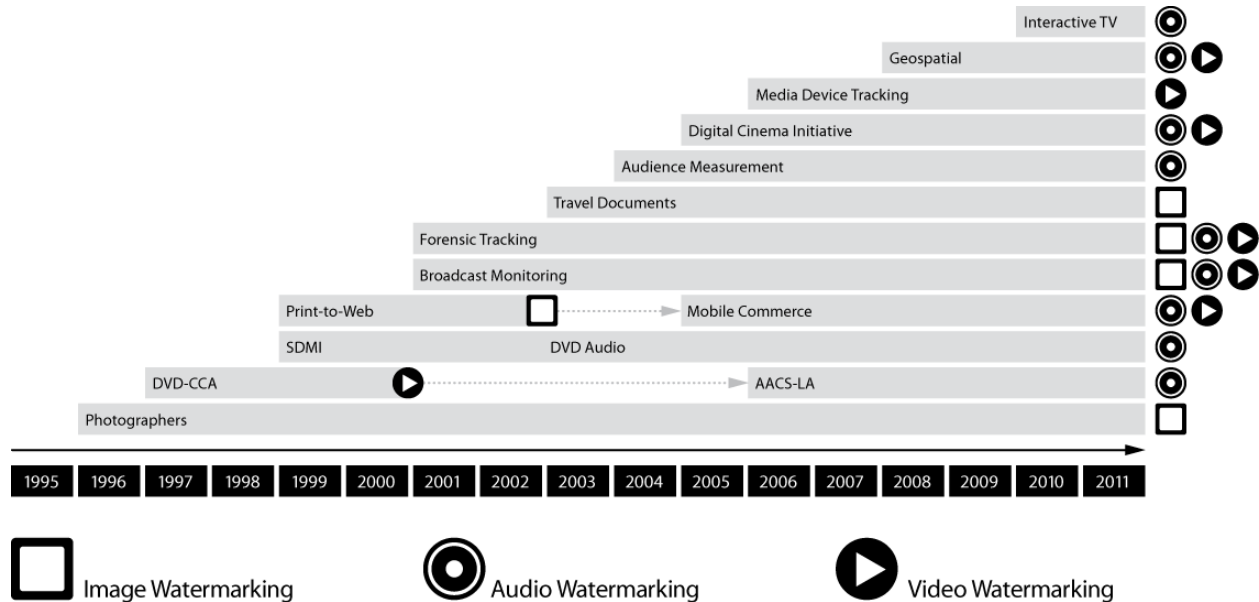 Interactive TV
Geospatial
Media Device Tracking
Digital Cinema Initiative
Audience Measurement
Travel Documents
Forensic Tracking
Broadcast Monitoring
Print-to-Web Mobile Commerce
SDMI DVD Audio
DVD-CCA AACS-LA
Photographers
1995 1996 1997 1998 1999 2000 2001 2002 2003 2004 2005 2006 2007 2008 2009 2010 2011
Image Watermarking Audio Watermarking Video Watermarking